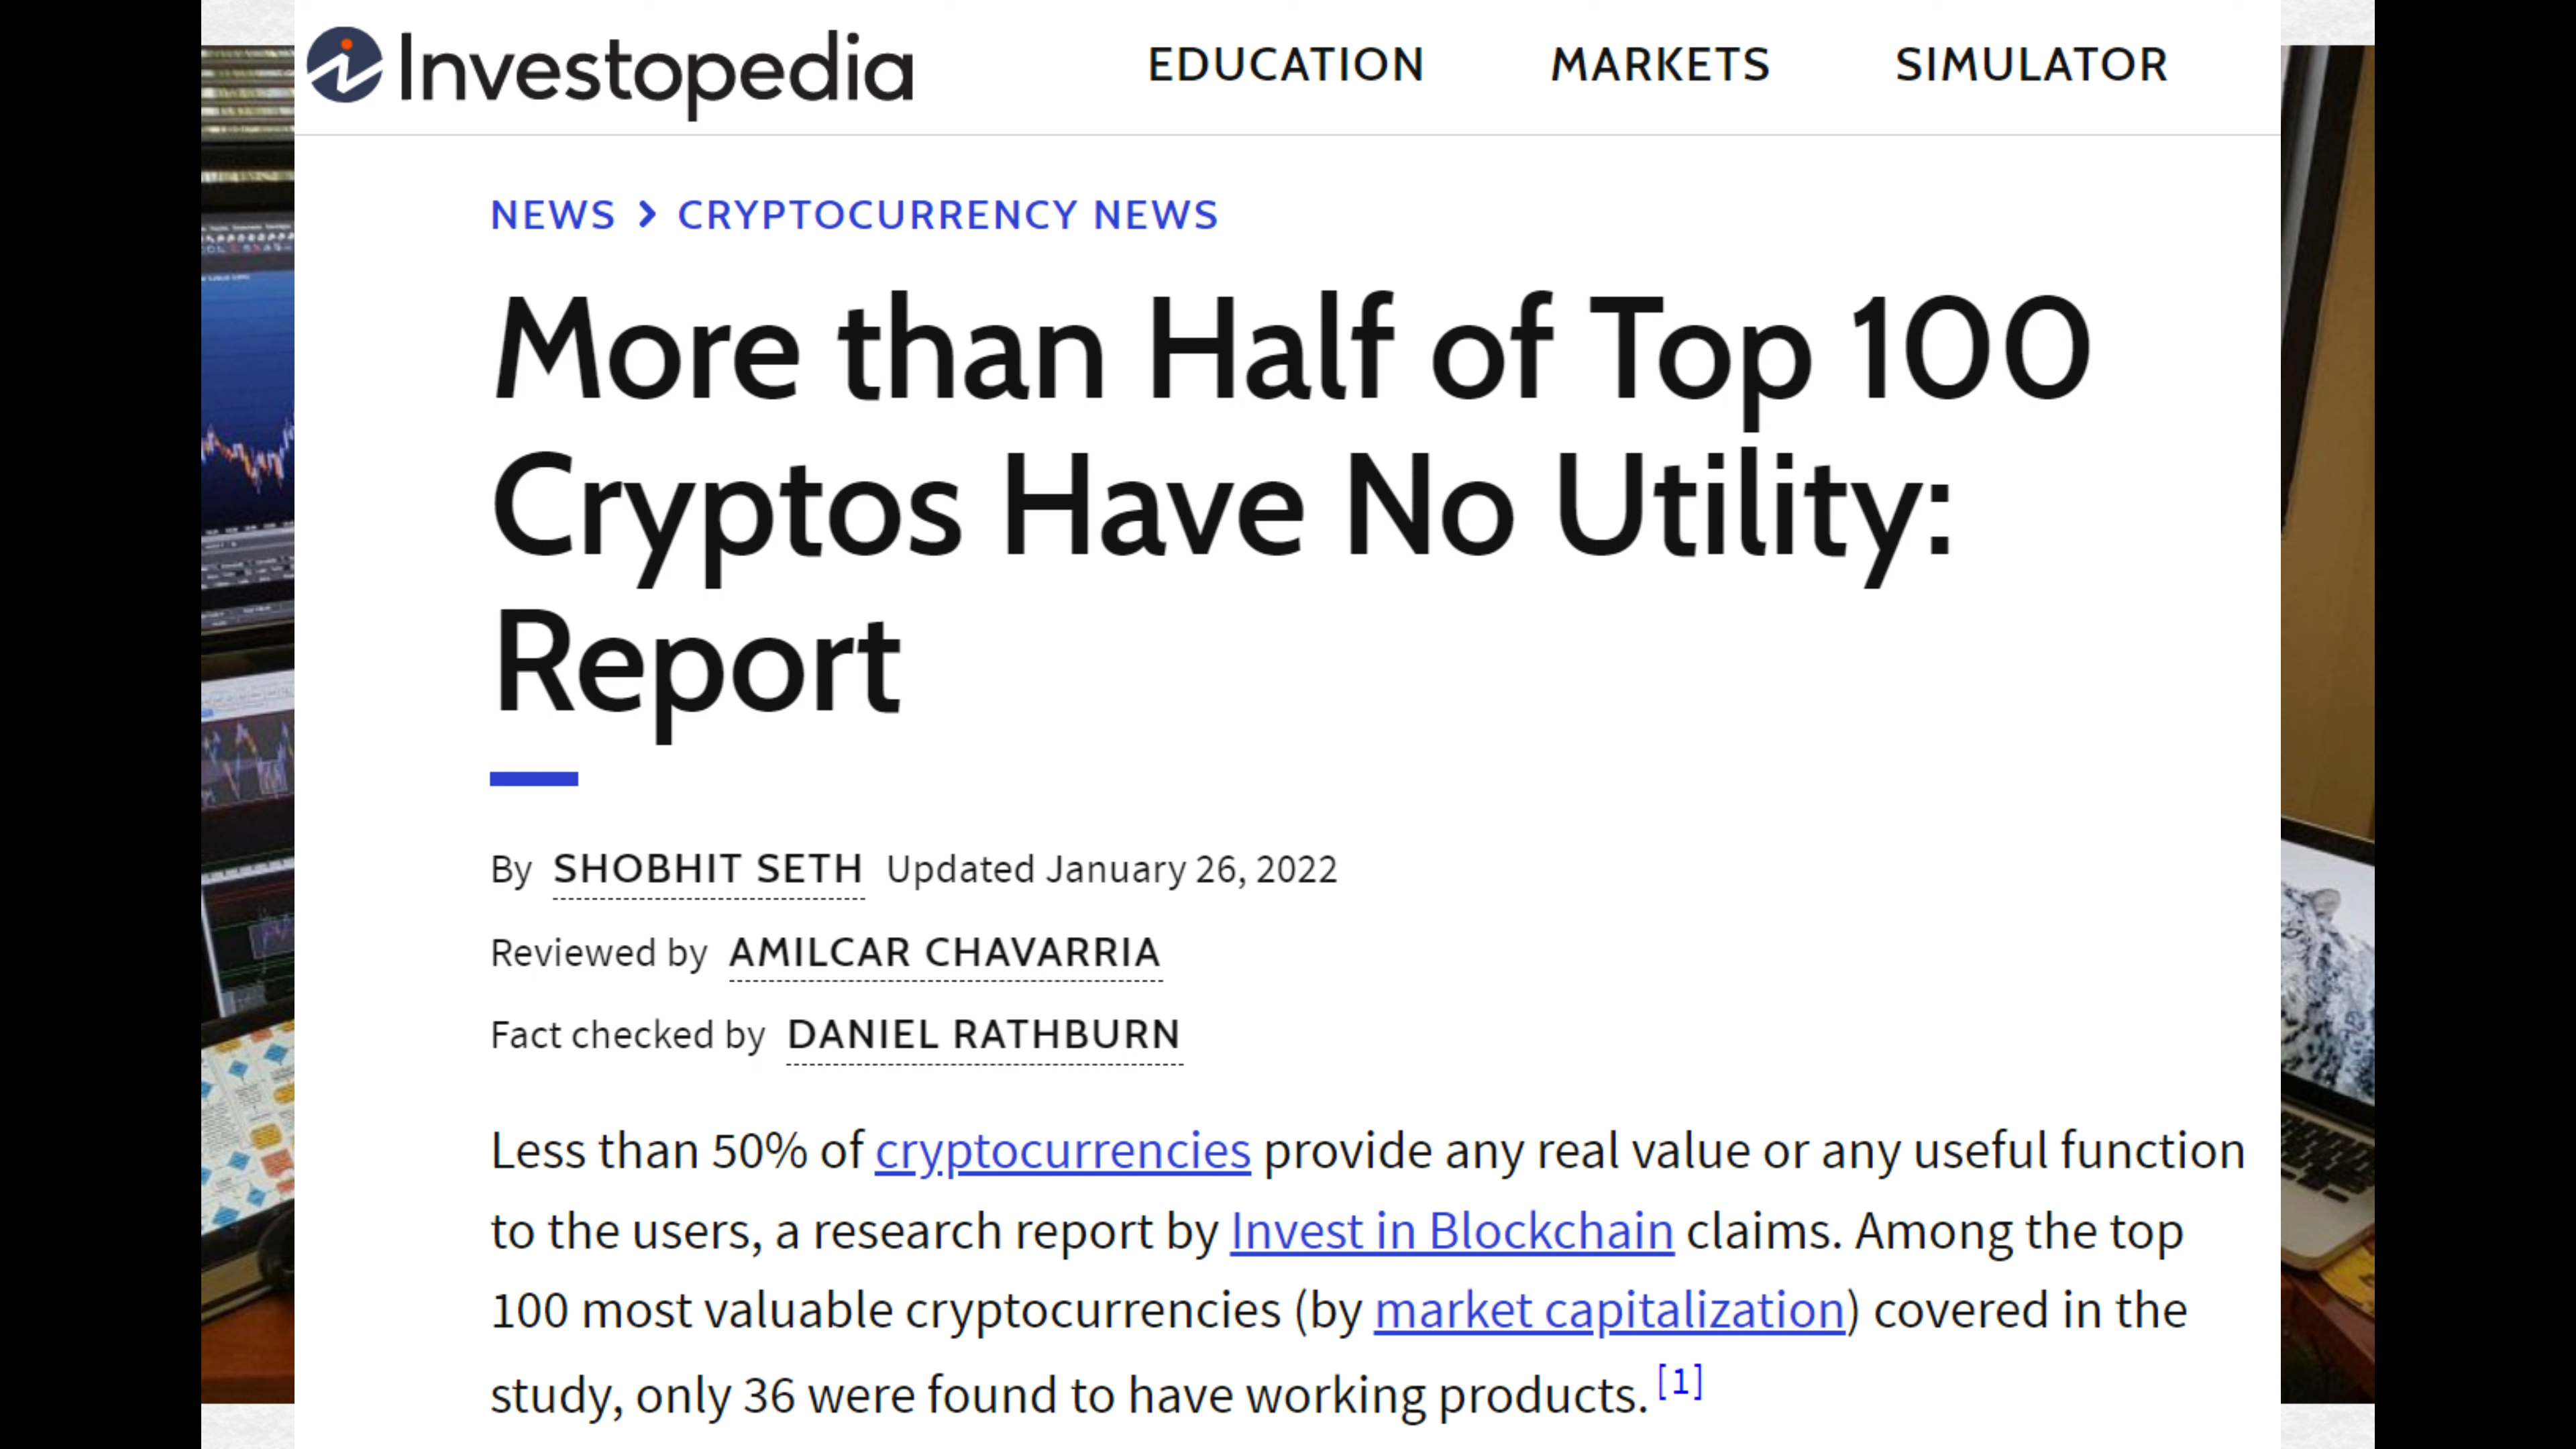 Investopedia
EDUCATION MARKETS SIMULATOR
NEWS > CRYPTOCURRENCY NEWS
More than Half of Top 100
Cryptos Have No Utility:
Report
By SHOBHIT SETH Updated January 26, 2022
Reviewed by AMILCAR CHAVARRIA
Fact checked by DANIEL RATHBURN
Less than 50% of cryptocurrencies provide any real value or any useful function
to the users, a research report by Invest in Blockchain claims. Among the top
100 most valuable cryptocurrencies (by market capitalization) covered in the
study, only 36 were found to have working products. [1]